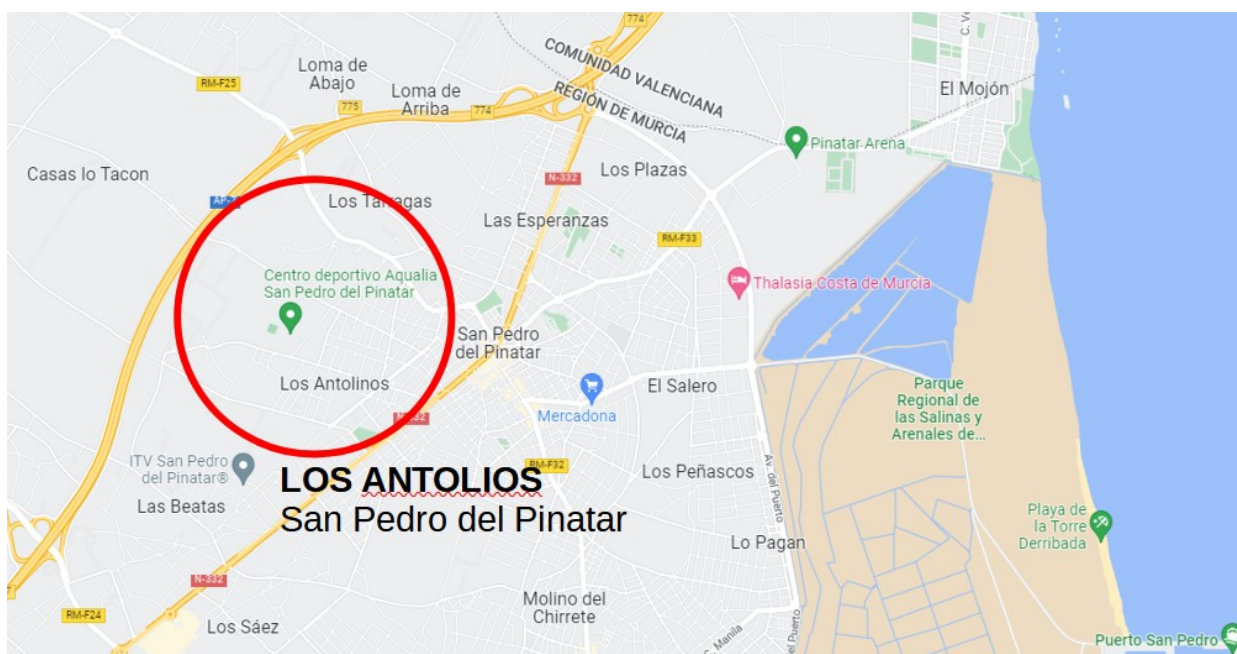 774
COMUNIDAD VALENCIANA
REGIÓN DE MURCIA
El Mojón
Loma de
Abajo
Loma de
Arriba
RM-F25
775
774
Pinatar Arena
Casas lo Tacon
N-332
Los Plazas
Los Tárragas
Las Esperanzas
RM-F33
Centro deportivo Aqualia
San Pedro del Pinatar
Thalasia Costa de Murcia
San Pedro
del Pinatar
Los Antolinos
El Salero
Mercadona
Parque
Regional de
las Salinas y
Arenales de...
ITV San Pedro
del Pinatar®
LOS ANTOLIOS
San Pedro del Pinatar
RM-F32
Los Peñascos
Av. del Puerto
Las Beatas
Playa de
la Torre
Derribada
Lo Pagan
N-332
Molino del
Chirrete
RM-F24
Los Sáez
C. Manila
Puerto San Pedro